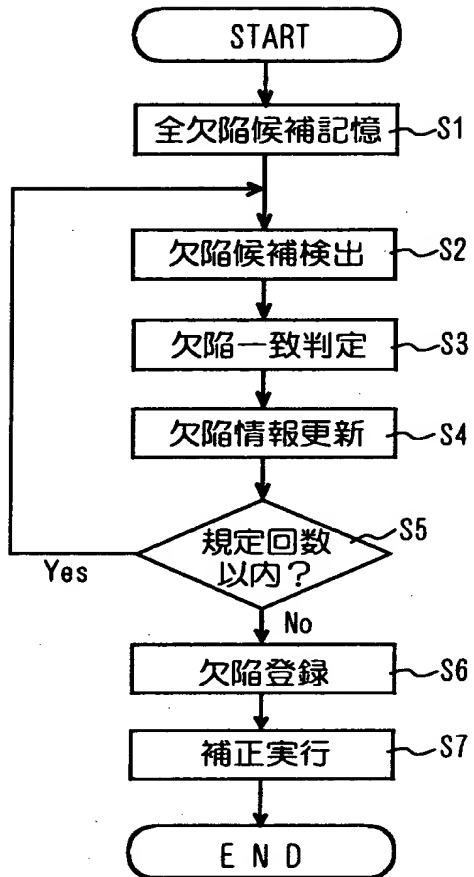 START
全欠陥候補記憶 S1
欠陥候補検出 S2
欠陥一致判定 S3
欠陥情報更新 S4
規定回数 S5
以内？
Yes
No
欠陥登録 S6
補正実行 S7
END